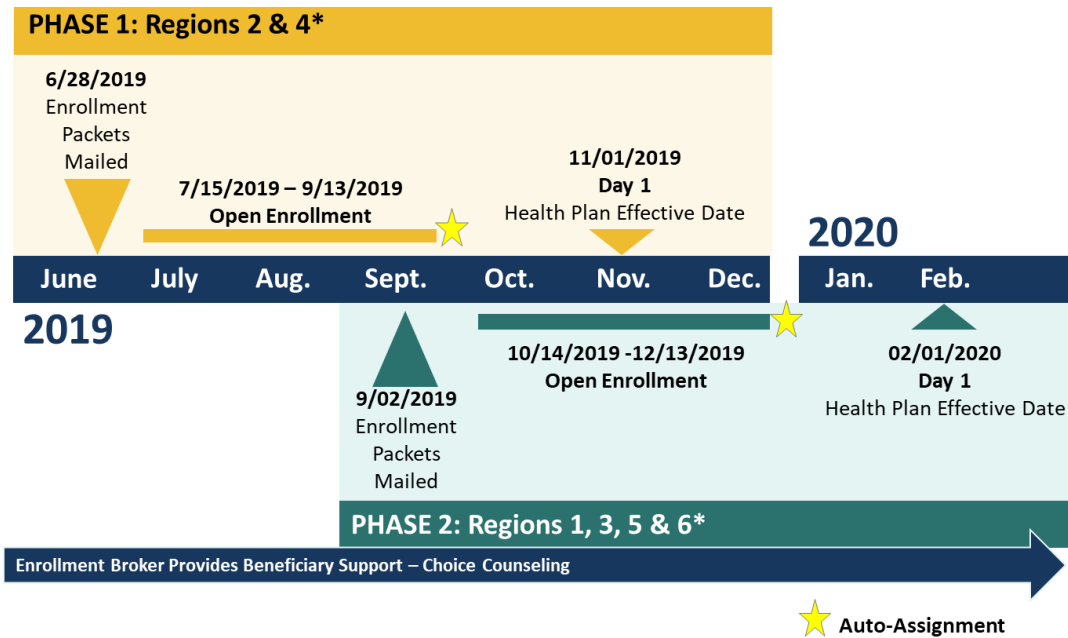 PHASE 1: Regions 2 & 4*
6/28/2019
Enrollment
Packets
Mailed
7/15/2019 – 9/13/2019
Open Enrollment
11/01/2019
Day 1
Health Plan Effective Date
2020
June July Aug. Sept. Oct. Nov. Dec. Jan. Feb.
2019
9/02/2019
Enrollment
Packets
Mailed
10/14/2019 -12/13/2019
Open Enrollment
02/01/2020
Day 1
Health Plan Effective Date
PHASE 2: Regions 1, 3, 5 & 6*
Enrollment Broker Provides Beneficiary Support – Choice Counseling
Auto-Assignment